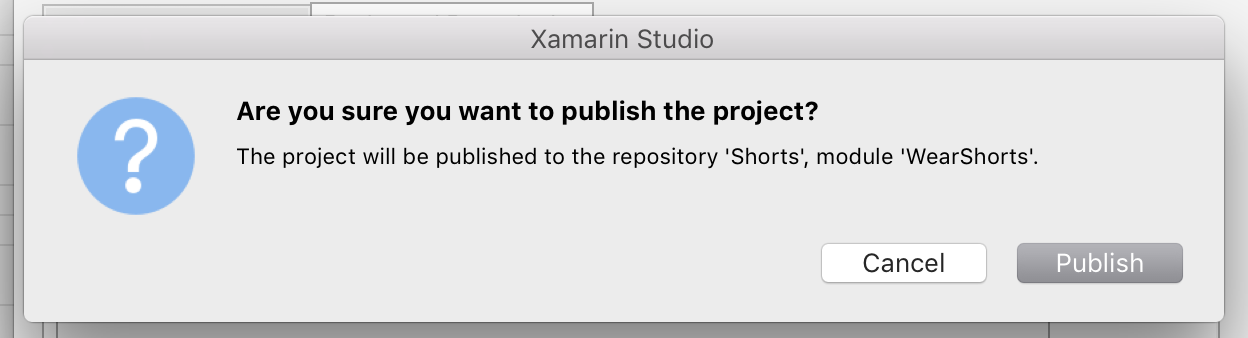 Xamarin Studio
Are you sure you want to publish the project?
The project will be published to the repository 'Shorts', module 'WearShorts'.
Cancel
Publish